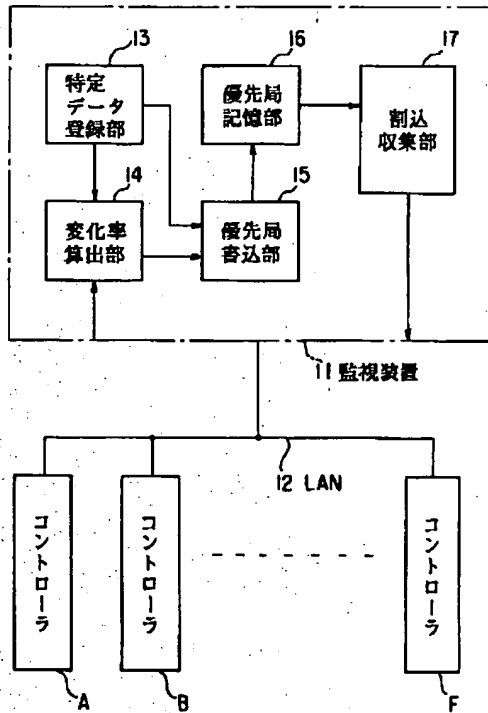 13
特定
データ
登録部
16
優先局
記憶部
17
割込
収集部
14
変化率
算出部
15
優先局
書込部
11 監視装置
12 LAN
コントローラ
A
コントローラ
B
コントローラ
F